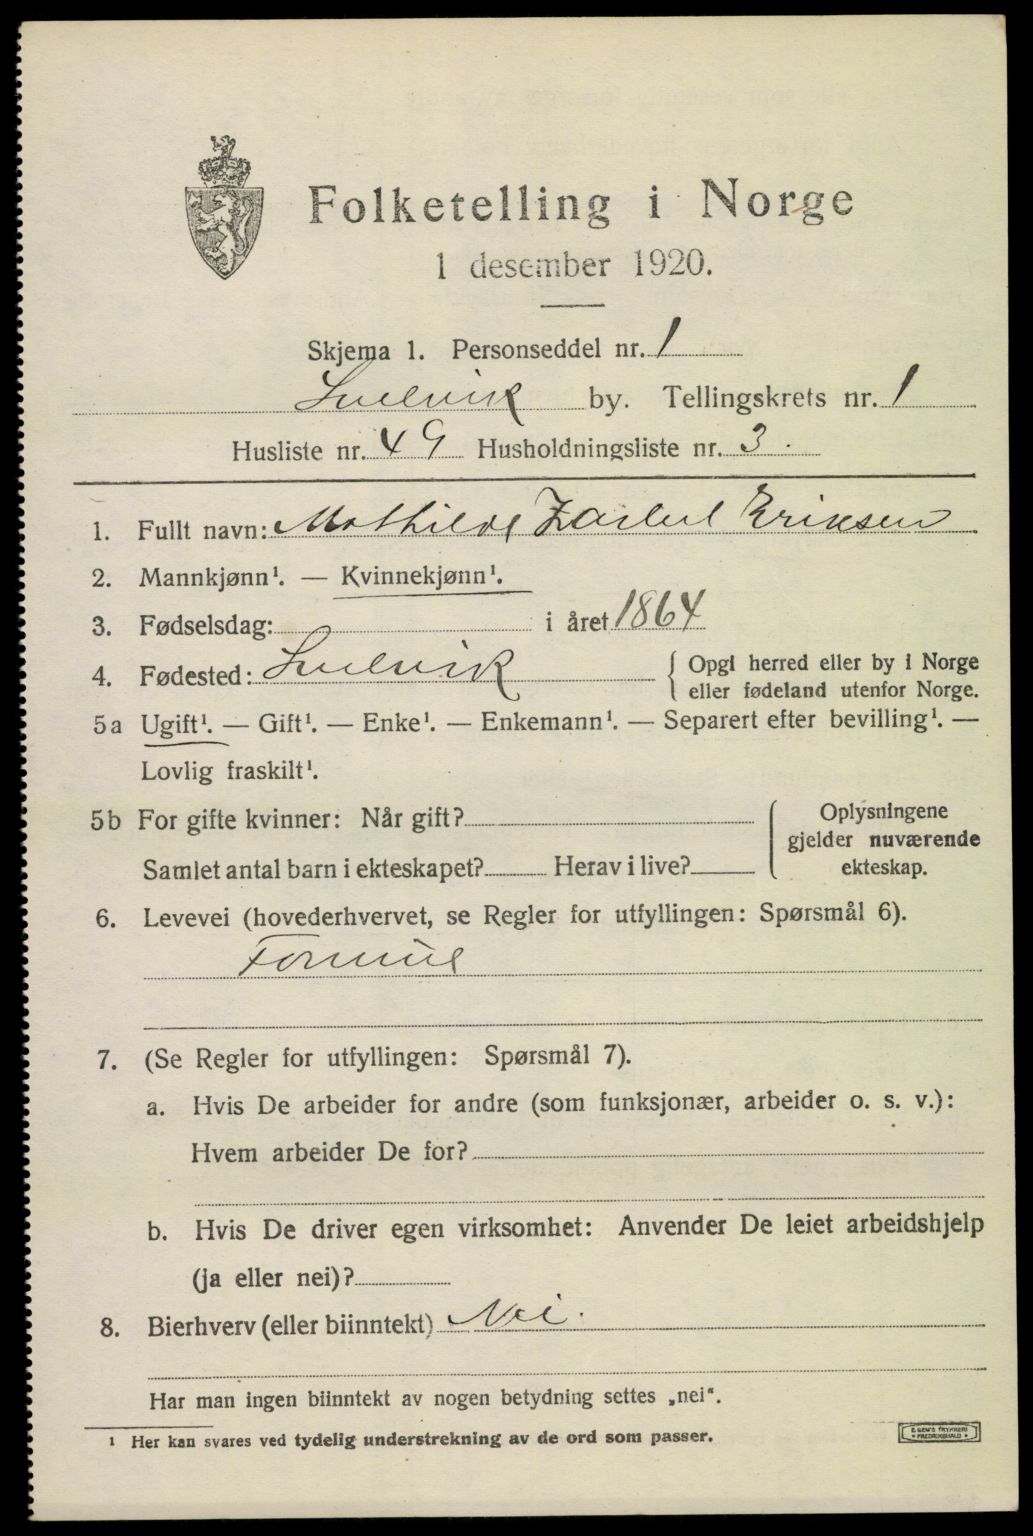 Folketelling i Norge
1 desember 1920.
Skjema 1. Personseddel nr. 1
Svelvik by. Tellingskrets nr. 1
Husliste nr. 49 Husholdningsliste nr. 3.
1. Fullt navn: Mathilde Eriksen
2. Mannkjønn¹. — Kvinnekjønn¹.
3. Fødselsdag: i året 1864
4. Fødested: Svelvik { Opgi herred eller by i Norge
eller fødeland utenfor Norge.
5a Ugift¹. — Gift¹. — Enke¹. — Enkemann¹. — Separert efter bevilling¹. —
Lovlig fraskilt¹.
5b For gifte kvinner: Når gift?
Samlet antal barn i ekteskapet? Herav i live?
Oplysningene
gjelder nuværende
ekteskap.
6. Levevei (hovederhvervet, se Regler for utfyllingen: Spørsmål 6).
Formue
7. (Se Regler for utfyllingen: Spørsmål 7).
a. Hvis De arbeider for andre (som funksjonær, arbeider o. s. v.):
Hvem arbeider De for?
b. Hvis De driver egen virksomhet: Anvender De leiet arbeidshjelp
(ja eller nei)?
8. Bierhverv (eller biinntekt) Nei.
Har man ingen biinntekt av nogen betydning settes „nei“.
¹ Her kan svares ved tydelig understrekning av de ord som passer.
E. SEM'S TRYKKERI
FREDRIKSHALD